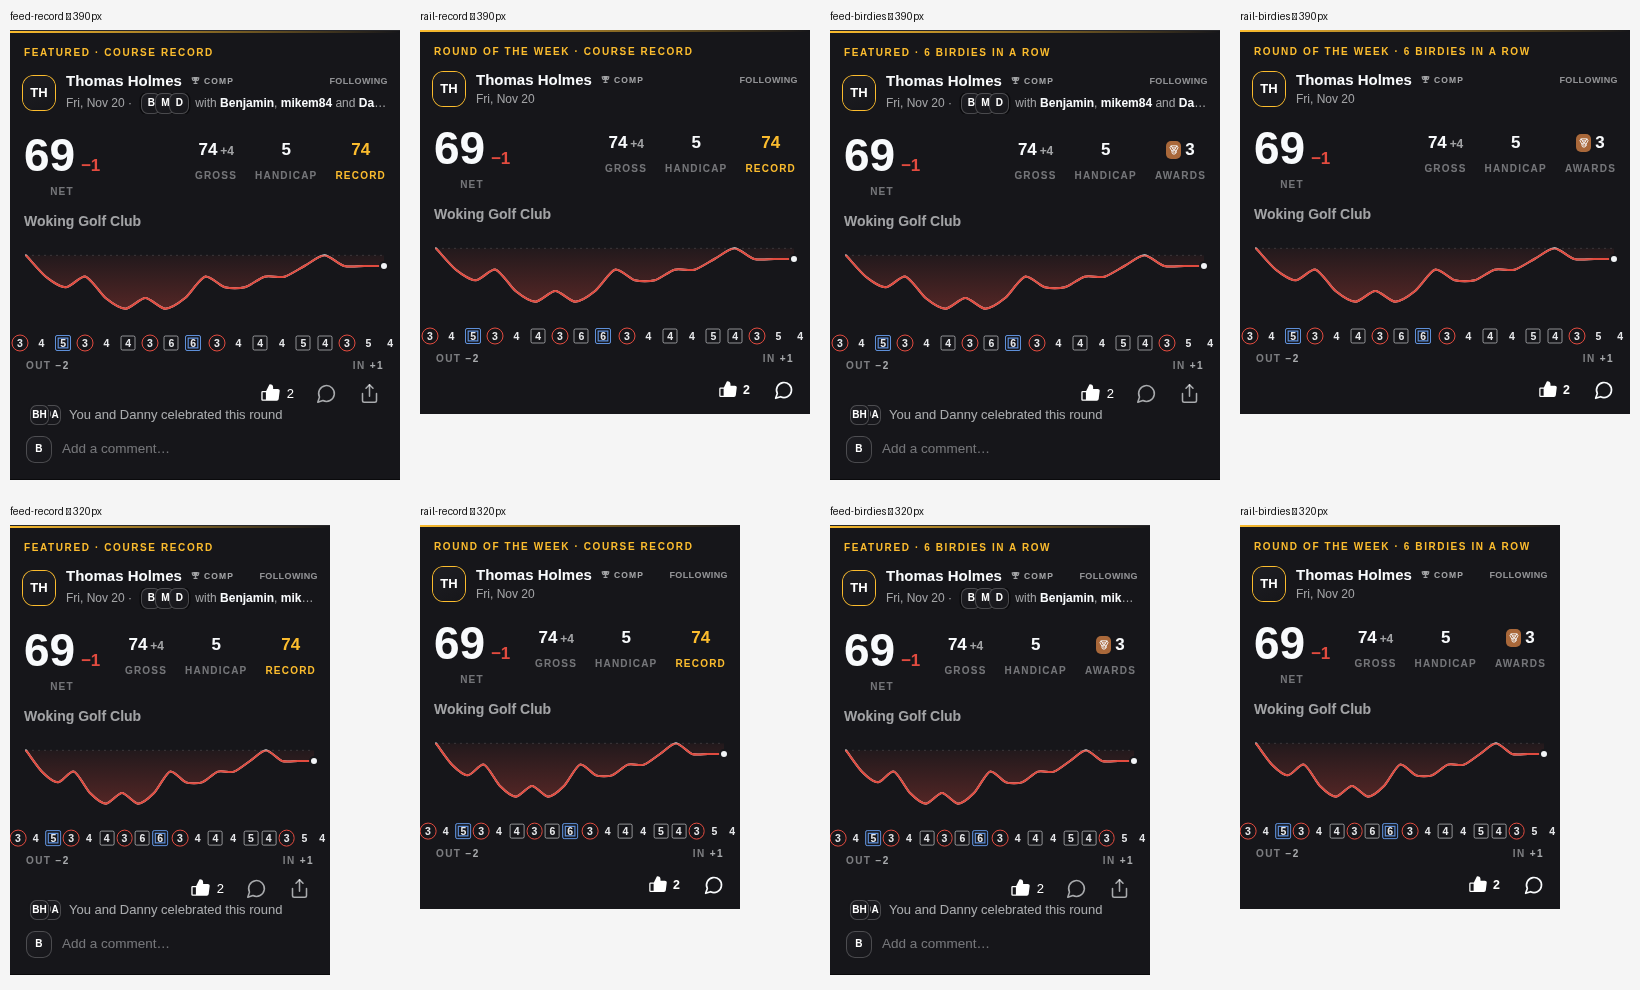 feed-record 390px
FEATURED · COURSE RECORD
TH Thomas Holmes COMP FOLLOWING
Fri, Nov 20 · B M D with Benjamin, mikem84 and Da…
69 −1 74 +4 5 74
NET GROSS HANDICAP RECORD
Woking Golf Club
3 4 5 3 4 4 3 6 6 3 4 4 4 5 4 3 5 4
OUT −2 IN +1
2
BH A You and Danny celebrated this round
B Add a comment…
rail-record 390px
ROUND OF THE WEEK · COURSE RECORD
TH Thomas Holmes COMP FOLLOWING
Fri, Nov 20
69 −1 74 +4 5 74
NET GROSS HANDICAP RECORD
Woking Golf Club
3 4 5 3 4 4 3 6 6 3 4 4 4 5 4 3 5 4
OUT −2 IN +1
2
feed-birdies 390px
FEATURED · 6 BIRDIES IN A ROW
TH Thomas Holmes COMP FOLLOWING
Fri, Nov 20 · B M D with Benjamin, mikem84 and Da…
69 −1 74 +4 5 3
NET GROSS HANDICAP AWARDS
Woking Golf Club
3 4 5 3 4 4 3 6 6 3 4 4 4 5 4 3 5 4
OUT −2 IN +1
2
BH A You and Danny celebrated this round
B Add a comment…
rail-birdies 390px
ROUND OF THE WEEK · 6 BIRDIES IN A ROW
TH Thomas Holmes COMP FOLLOWING
Fri, Nov 20
69 −1 74 +4 5 3
NET GROSS HANDICAP AWARDS
Woking Golf Club
3 4 5 3 4 4 3 6 6 3 4 4 4 5 4 3 5 4
OUT −2 IN +1
2
feed-record 320px
FEATURED · COURSE RECORD
TH Thomas Holmes COMP FOLLOWING
Fri, Nov 20 · B M D with Benjamin, mik…
69 −1 74 +4 5 74
NET GROSS HANDICAP RECORD
Woking Golf Club
3 4 5 3 4 4 3 6 6 3 4 4 4 5 4 3 5 4
OUT −2 IN +1
2
BH A You and Danny celebrated this round
B Add a comment…
rail-record 320px
ROUND OF THE WEEK · COURSE RECORD
TH Thomas Holmes COMP FOLLOWING
Fri, Nov 20
69 −1 74 +4 5 74
NET GROSS HANDICAP RECORD
Woking Golf Club
3 4 5 3 4 4 3 6 6 3 4 4 4 5 4 3 5 4
OUT −2 IN +1
2
feed-birdies 320px
FEATURED · 6 BIRDIES IN A ROW
TH Thomas Holmes COMP FOLLOWING
Fri, Nov 20 · B M D with Benjamin, mik…
69 −1 74 +4 5 3
NET GROSS HANDICAP AWARDS
Woking Golf Club
3 4 5 3 4 4 3 6 6 3 4 4 4 5 4 3 5 4
OUT −2 IN +1
2
BH A You and Danny celebrated this round
B Add a comment…
rail-birdies 320px
ROUND OF THE WEEK · 6 BIRDIES IN A ROW
TH Thomas Holmes COMP FOLLOWING
Fri, Nov 20
69 −1 74 +4 5 3
NET GROSS HANDICAP AWARDS
Woking Golf Club
3 4 5 3 4 4 3 6 6 3 4 4 4 5 4 3 5 4
OUT −2 IN +1
2